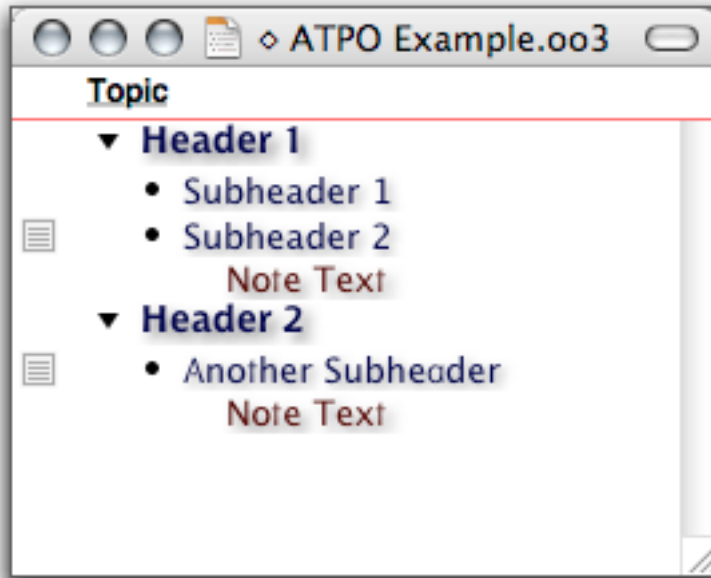 ATPO Example.oo3
Topic
Header 1
Subheader 1
Subheader 2
Note Text
Header 2
Another Subheader
Note Text